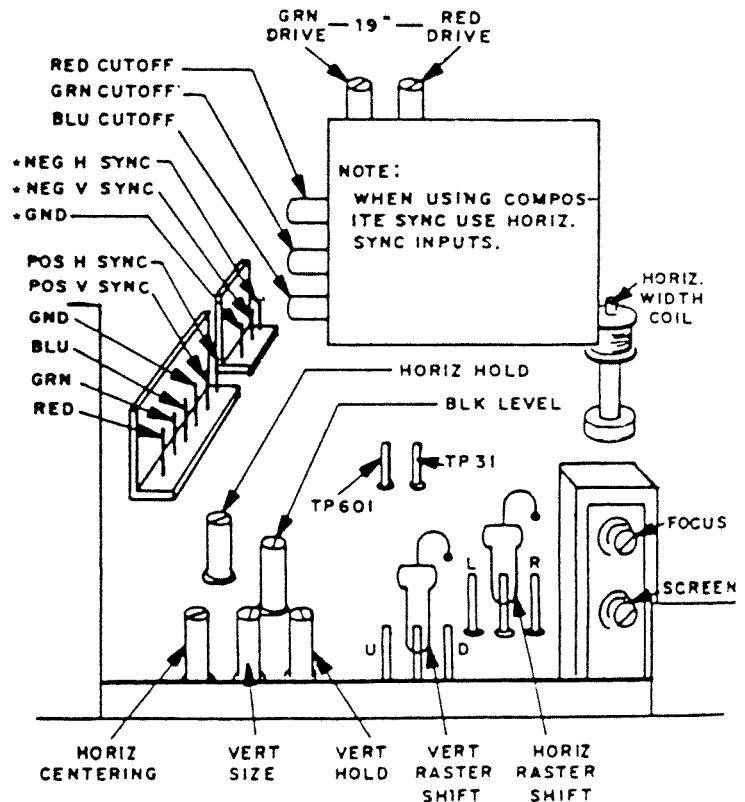 GRN DRIVE — 19" — RED DRIVE
RED CUTOFF
GRN CUTOFF
BLU CUTOFF
*NEG H SYNC
*NEG V SYNC
*GND
POS H SYNC
POS V SYNC
GND
BLU
GRN
RED
NOTE:
WHEN USING COMPOS-
ITE SYNC USE HORIZ.
SYNC INPUTS.
HORIZ.
WIDTH
COIL
HORIZ HOLD
BLK LEVEL
TP601
TP31
L
R
U
D
FOCUS
SCREEN
HORIZ
CENTERING
VERT
SIZE
VERT
HOLD
VERT
RASTER
SHIFT
HORIZ
RASTER
SHIFT